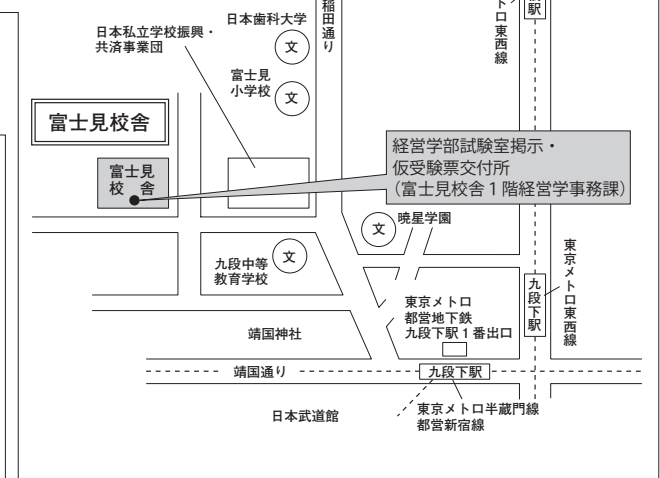 日本歯科大学
稲田通り
トロ東西線
駅
日本私立学校振興・
共済事業団
富士見
小学校
文
文
富士見校舎
富士見
校　舎
経営学部試験室掲示・
仮受験票交付所
（富士見校舎１階経営学事務課）
文
暁星学園
九段中等
教育学校
文
東京メトロ東西線
九段下駅
東京メトロ
都営地下鉄
九段下駅１番出口
靖国神社
靖国通り
九段下駅
日本武道館
東京メトロ半蔵門線
都営新宿線